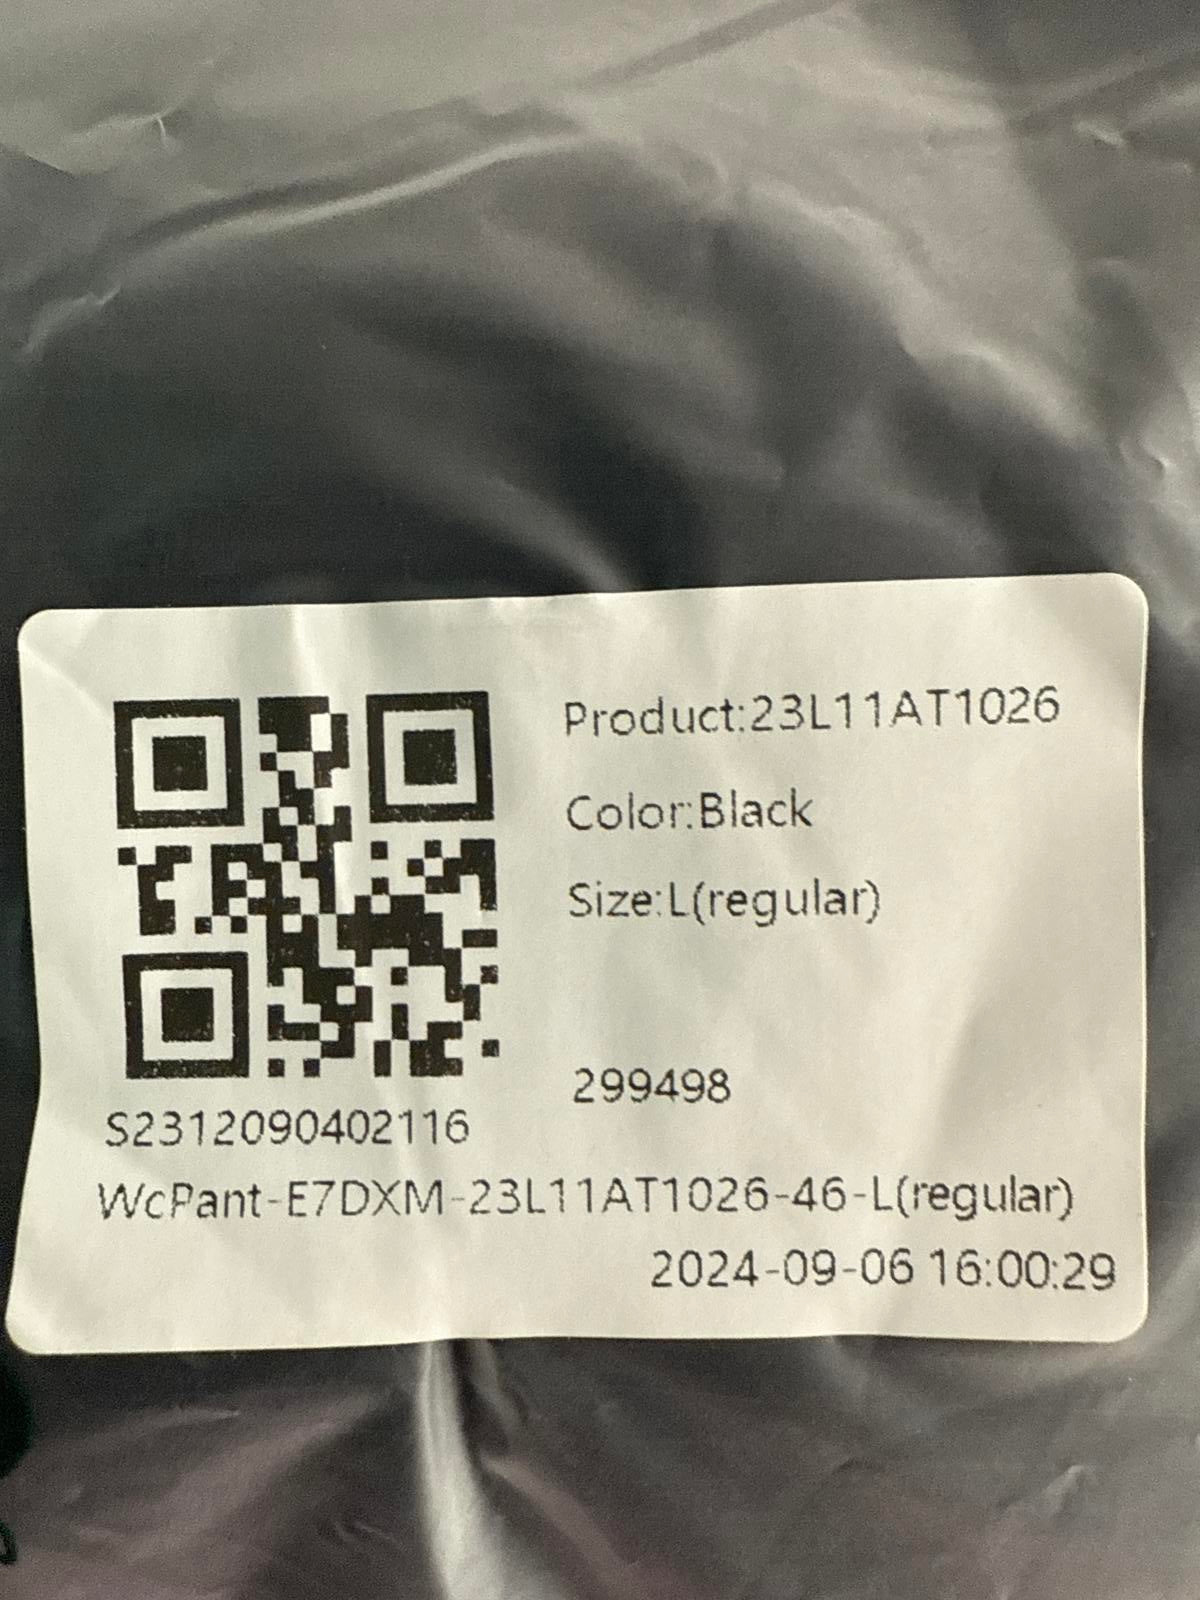 Product:23L11AT1026
Color:Black
Size:L(regular)
299498
S2312090402116
WcPant-E7DXM-23L11AT1026-46-L(regular)
2024-09-06 16:00:29